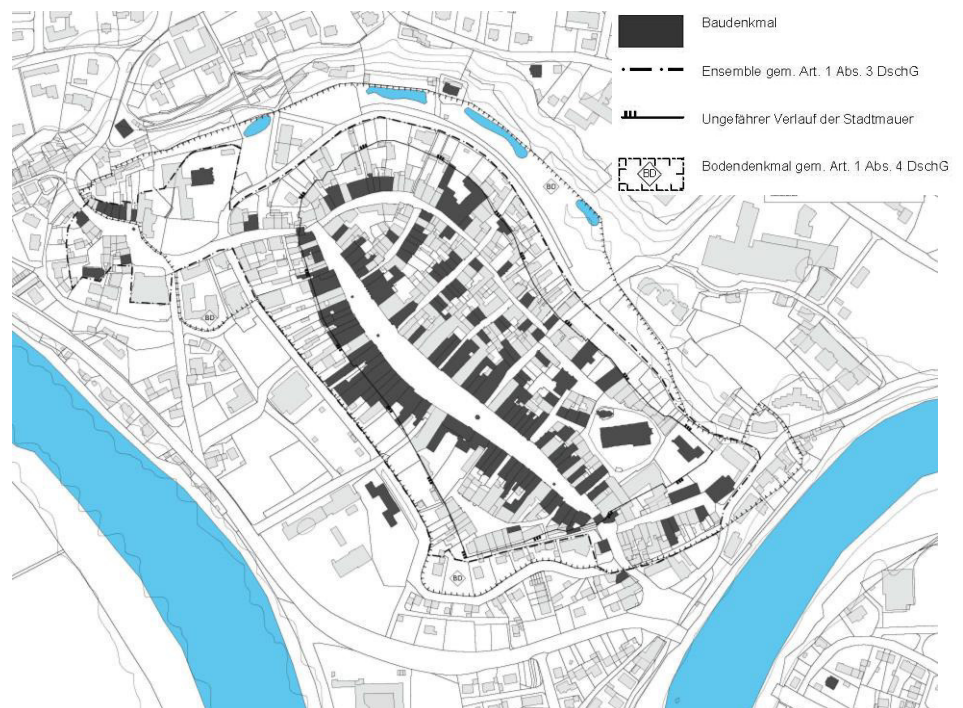 Baudenkmal
Ensemble gem. Art. 1 Abs. 3 DschG
Ungefährer Verlauf der Stadtmauer
BD
Bodendenkmal gem. Art. 1 Abs. 4 DschG
BD
BD
BD